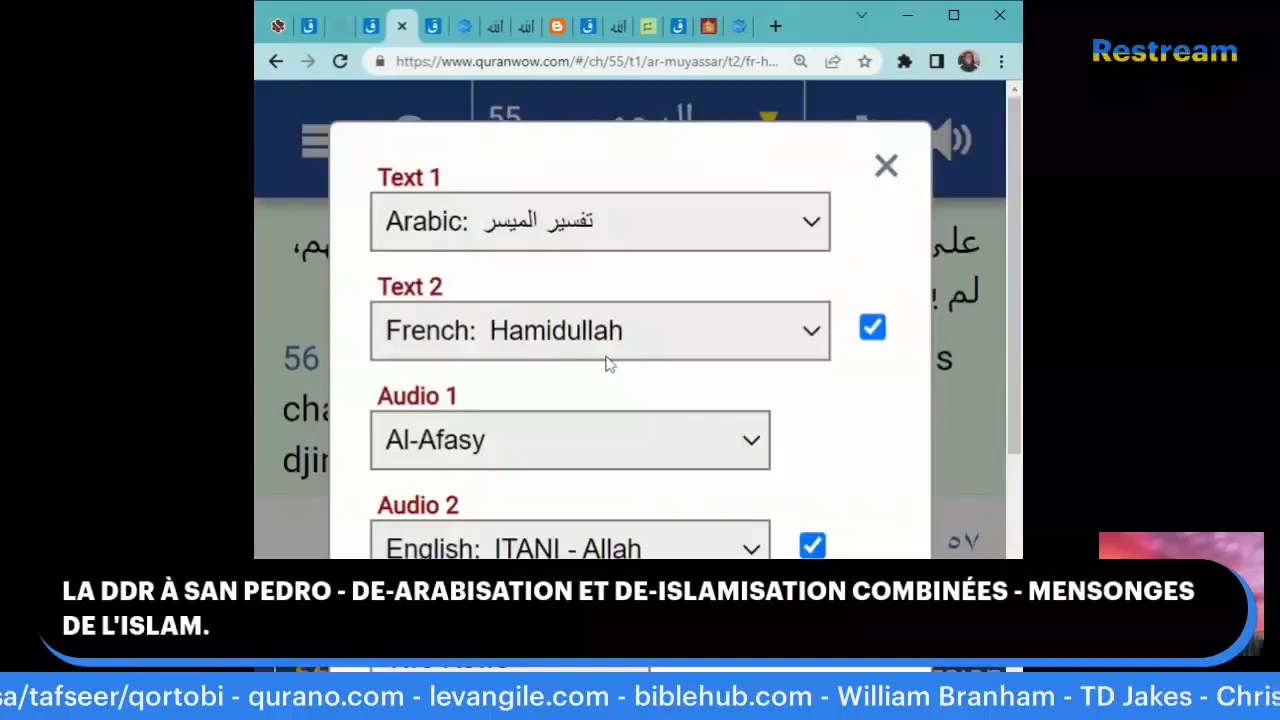 Restream
https://www.quranwow.com/#/ch/55/t1/ar-muyassar/t2/fr-h...
55
Text 1
Arabic: تفسير الميسر
Text 2
French: Hamidullah
56
Audio 1
Al-Afasy
Audio 2
English: ITANI - Allah
٥٧
LA DDR À SAN PEDRO - DE-ARABISATION ET DE-ISLAMISATION COMBINÉES - MENSONGES
DE L'ISLAM.
sa/tafseer/qortobi - qurano.com - levangile.com - biblehub.com - William Branham - TD Jakes - Chris